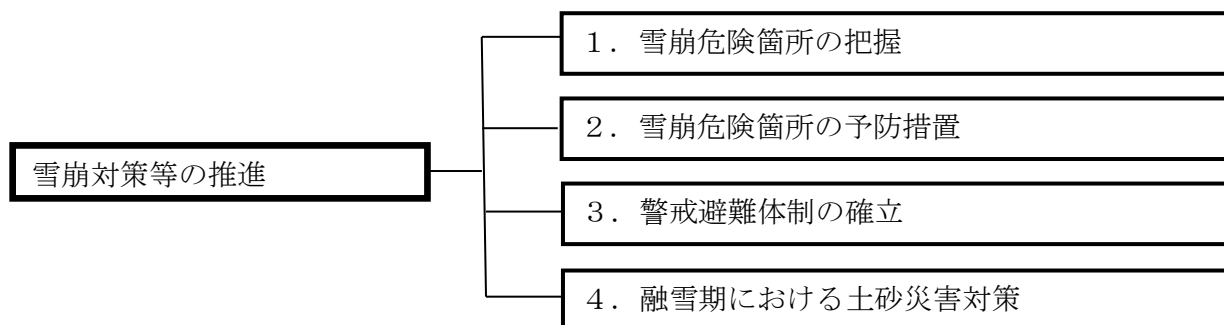 雪崩対策等の推進
１．雪崩危険箇所の把握
２．雪崩危険箇所の予防措置
３．警戒避難体制の確立
４．融雪期における土砂災害対策